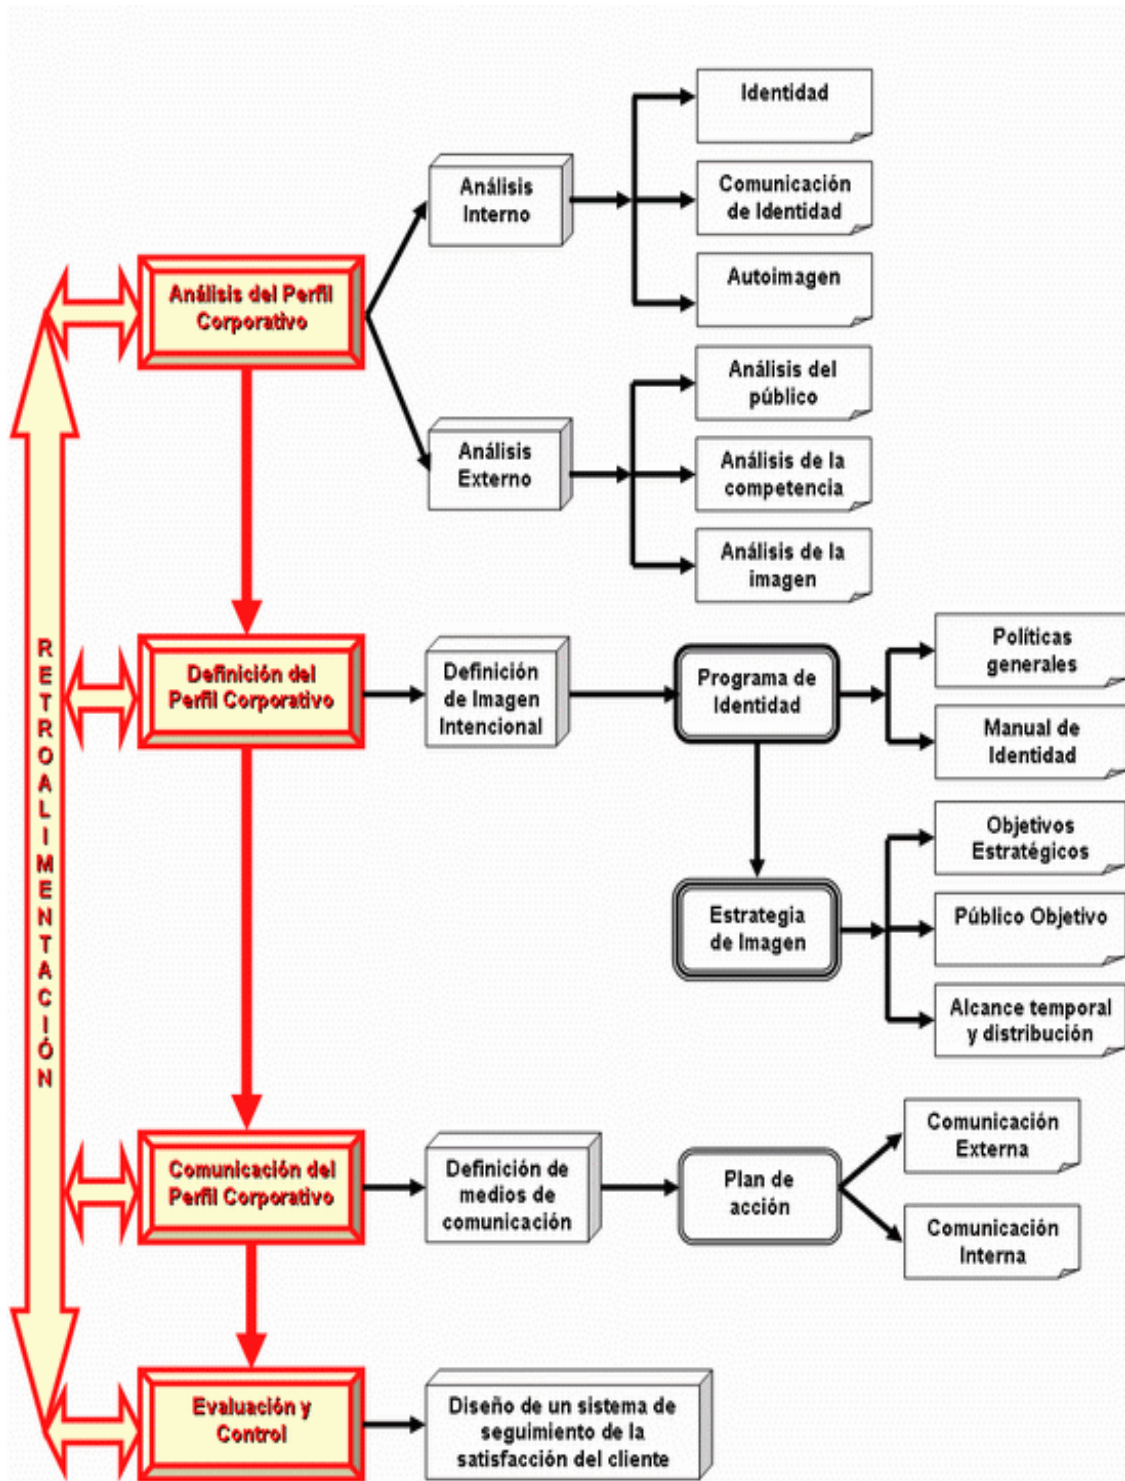 Identidad
Comunicación
de Identidad
Autoimagen
Análisis
Interno
Análisis del Perfil
Corporativo
Análisis del
público
Análisis de la
competencia
Análisis de la
imagen
Análisis
Externo
RETROALIMENTACIÓN
Definición del
Perfil Corporativo
Definición
de Imagen
Intencional
Programa de
Identidad
Políticas
generales
Manual de
Identidad
Estrategia
de Imagen
Objetivos
Estratégicos
Público Objetivo
Alcance temporal
y distribución
Comunicación del
Perfil Corporativo
Definición de
medios de
comunicación
Plan de
acción
Comunicación
Externa
Comunicación
Interna
Evaluación y
Control
Diseño de un sistema de
seguimiento de la
satisfacción del cliente